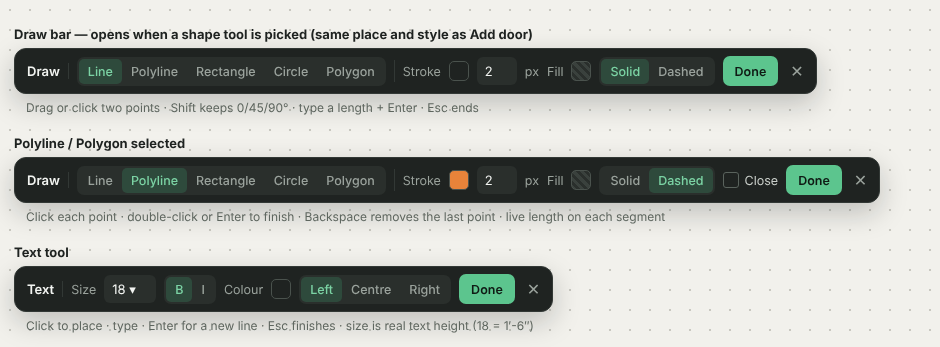 Draw bar — opens when a shape tool is picked (same place and style as Add door)
Draw Line Polyline Rectangle Circle Polygon Stroke 2 px Fill Solid Dashed Done ✕
Drag or click two points · Shift keeps 0/45/90° · type a length + Enter · Esc ends
Polyline / Polygon selected
Draw Line Polyline Rectangle Circle Polygon Stroke 2 px Fill Solid Dashed Close Done ✕
Click each point · double-click or Enter to finish · Backspace removes the last point · live length on each segment
Text tool
Text Size 18 ▾ B I Colour Left Centre Right Done ✕
Click to place · type · Enter for a new line · Esc finishes · size is real text height (18 = 1′-6″)